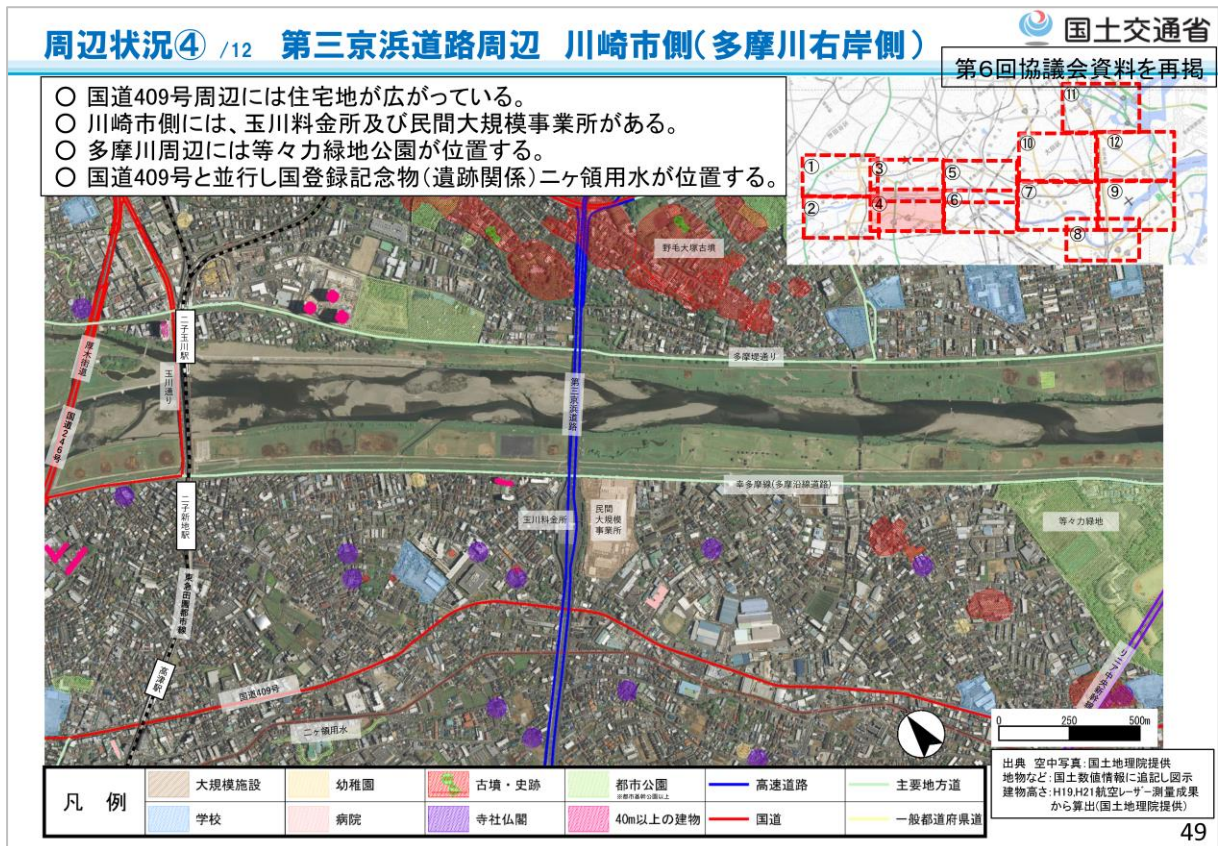 周辺状況④ /12 第三京浜道路周辺 川崎市側(多摩川右岸側)
国土交通省
第6回協議会資料を再掲
○ 国道409号周辺には住宅地が広がっている。
○ 川崎市側には、玉川料金所及び民間大規模事業所がある。
○ 多摩川周辺には等々力緑地公園が位置する。
○ 国道409号と並行し国登録記念物(遺跡関係)二ヶ領用水が位置する。
①
②
③
④
⑤
⑥
⑦
⑧
⑨
⑩
⑪
⑫
野毛大塚古墳
二子玉川駅
厚木街道
玉川通り
国道246号
多摩堤通り
第三京浜道路
幸多摩線(多摩沿線道路)
二子新地駅
玉川料金所
民間
大規模
事業所
等々力緑地
東急田園都市線
高津駅
国道409号
二ヶ領用水
リニア中央新幹線
0 250 500m
出典 空中写真:国土地理院提供
地物など:国土数値情報に追記し図示
建物高さ:H19,H21航空レーザー測量成果
から算出(国土地理院提供)
凡 例
大規模施設
幼稚園
古墳・史跡
都市公園
※都市基幹公園以上
高速道路
主要地方道
学校
病院
寺社仏閣
40m以上の建物
国道
一般都道府県道
49